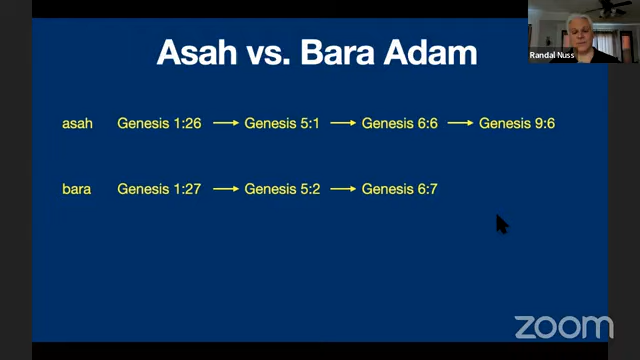 Asah vs. Bara Adam
Randal Nuss
asah Genesis 1:26 → Genesis 5:1 → Genesis 6:6 → Genesis 9:6
bara Genesis 1:27 → Genesis 5:2 → Genesis 6:7
zoom